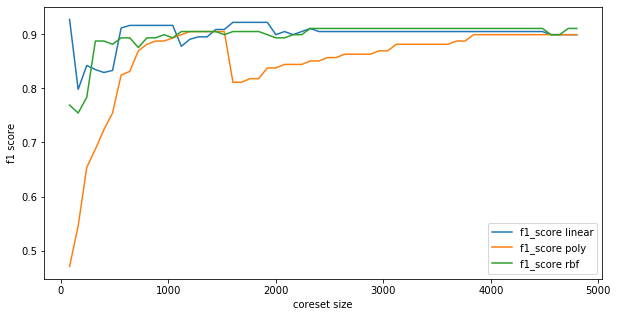 f1 score
0.9
0.8
0.7
0.6
0.5
0
1000
2000
3000
4000
5000
coreset size
f1_score linear
f1_score poly
f1_score rbf